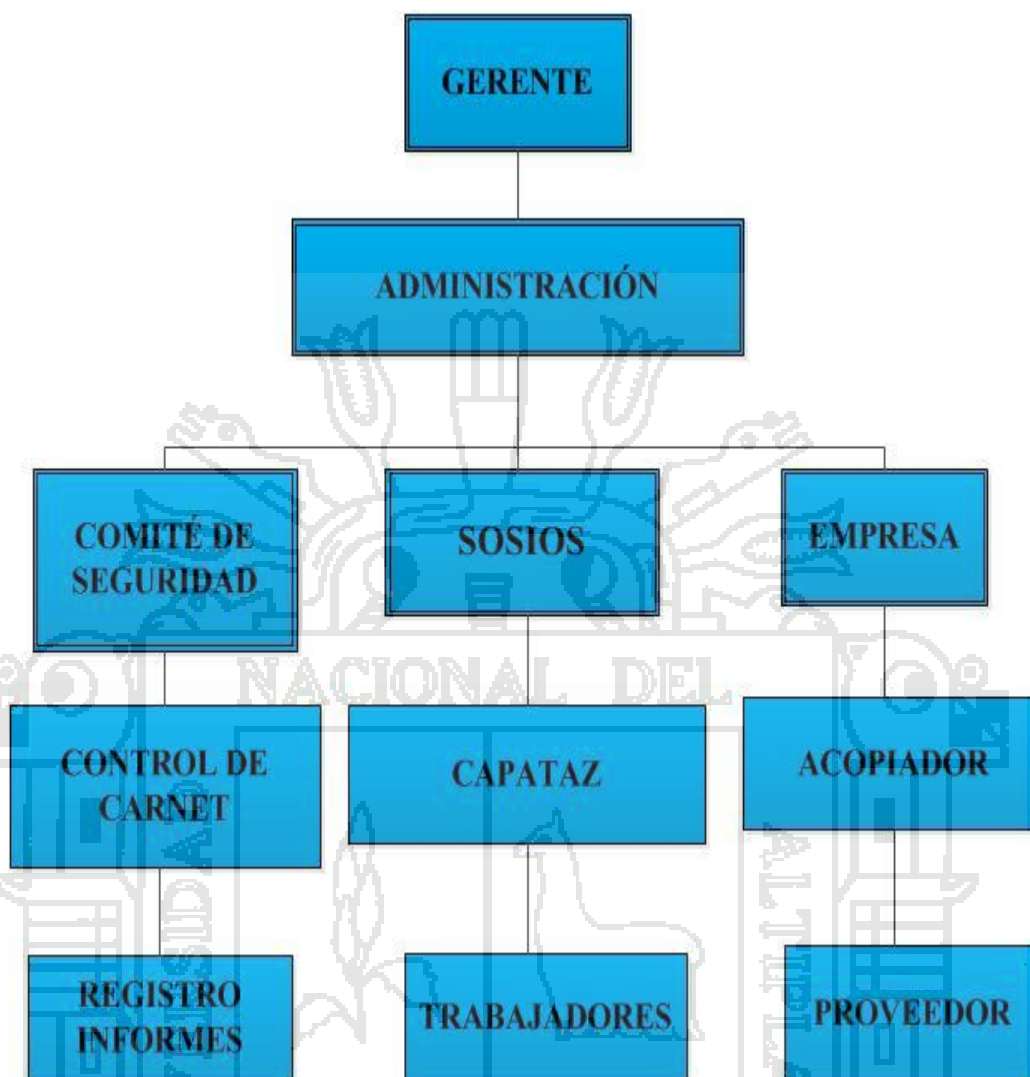 GERENTE
ADMINISTRACIÓN
COMITÉ DE
SEGURIDAD
SOSIOS
EMPRESA
NACIONAL DEL
CONTROL DE
CARNET
CAPATAZ
ACOPIADOR
REGISTRO
INFORMES
TRABAJADORES
PROVEEDOR